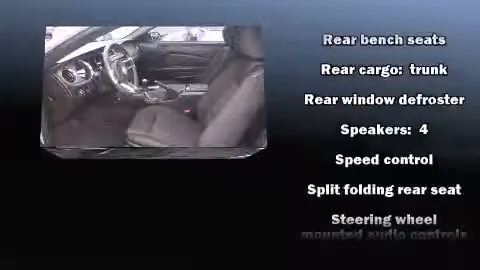 Rear bench seats
Rear cargo: trunk
Rear window defroster
Speakers: 4
Speed control
Split folding rear seat
Steering wheel
mounted audio controls